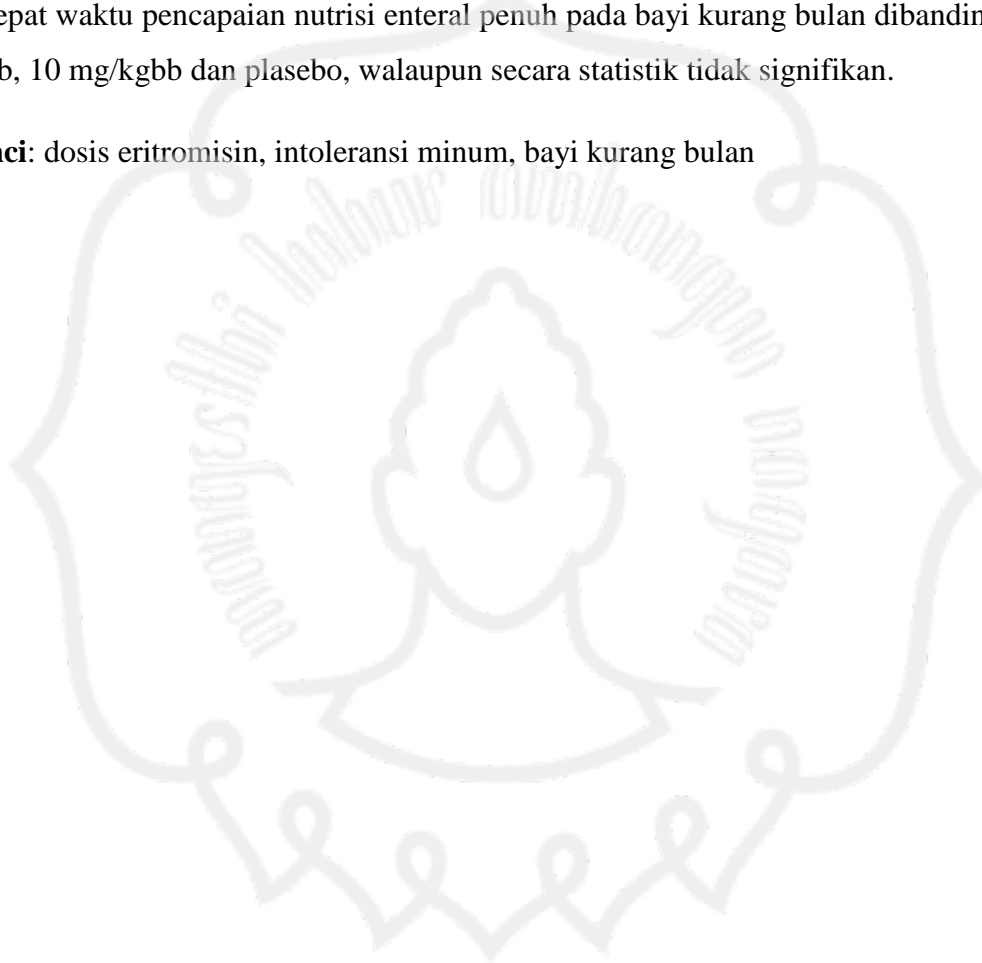 epat waktu pencapaian nutrisi enteral penuh pada bayi kurang bulan dibandin
b, 10 mg/kgbb dan plasebo, walaupun secara statistik tidak signifikan.
nci: dosis eritromisin, intoleransi minum, bayi kurang bulan